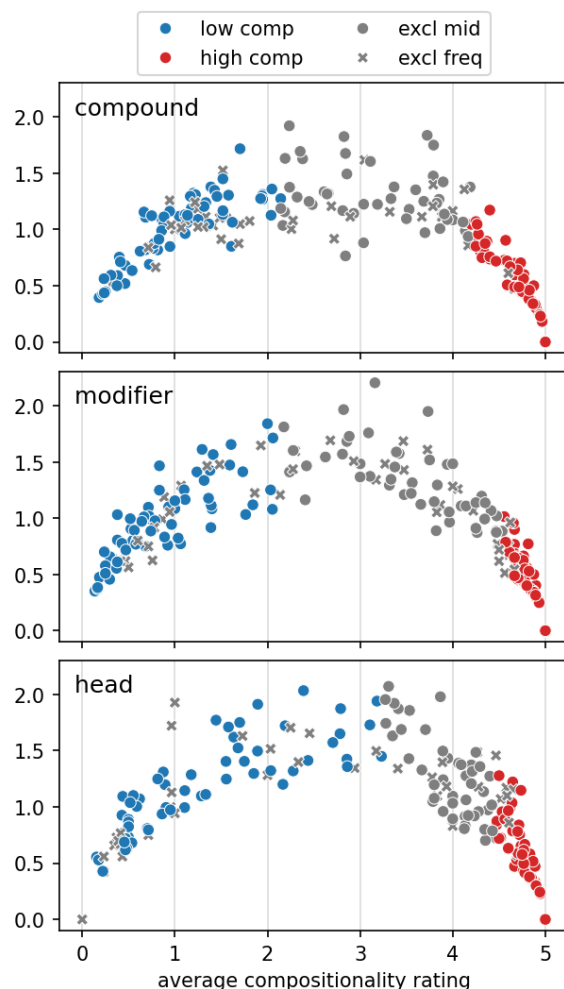 low comp excl mid
high comp excl freq
compound
2.0
1.5
1.0
0.5
0.0
modifier
2.0
1.5
1.0
0.5
0.0
head
2.0
1.5
1.0
0.5
0.0
0 1 2 3 4 5
average compositionality rating